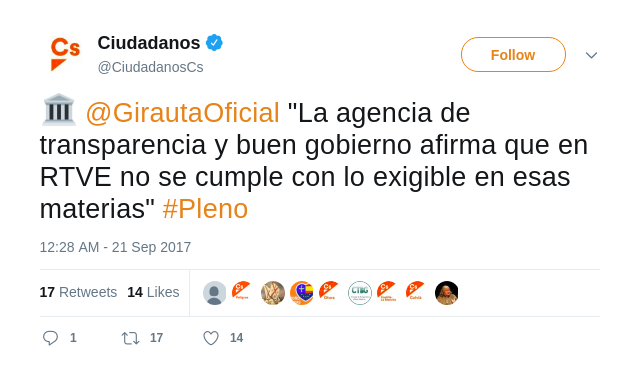 Cs
Ciudadanos
@CiudadanosCs
Follow
@GirautaOficial "La agencia de
transparencia y buen gobierno afirma que en
RTVE no se cumple con lo exigible en esas
materias" #Pleno
12:28 AM - 21 Sep 2017
17 Retweets 14 Likes
1 17 14